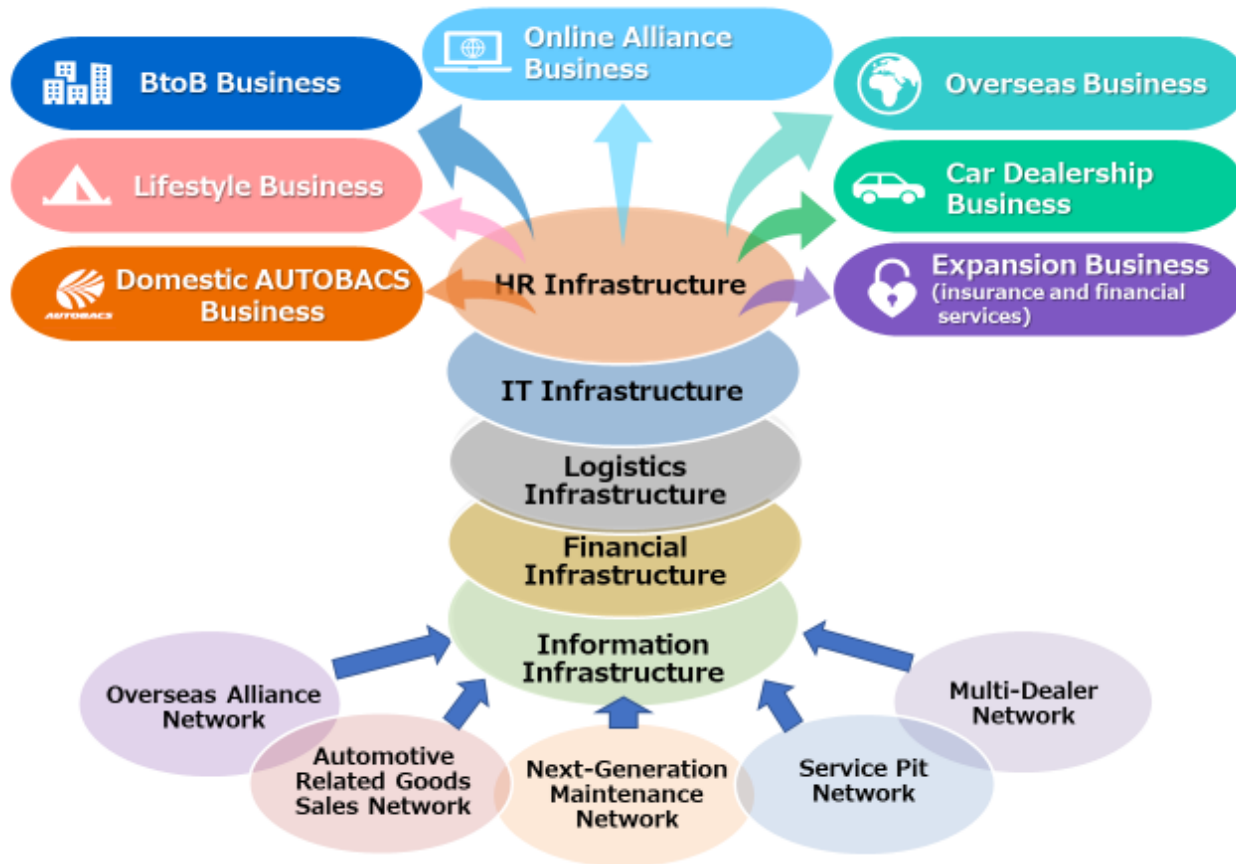 Online Alliance
Business
BtoB Business
Overseas Business
Lifestyle Business
Car Dealership
Business
Domestic AUTOBACS
Business
AUTOBACS
HR Infrastructure
Expansion Business
(insurance and financial
services)
IT Infrastructure
Logistics
Infrastructure
Financial
Infrastructure
Information
Infrastructure
Overseas Alliance
Network
Multi-Dealer
Network
Automotive
Related Goods
Sales Network
Next-Generation
Maintenance
Network
Service Pit
Network